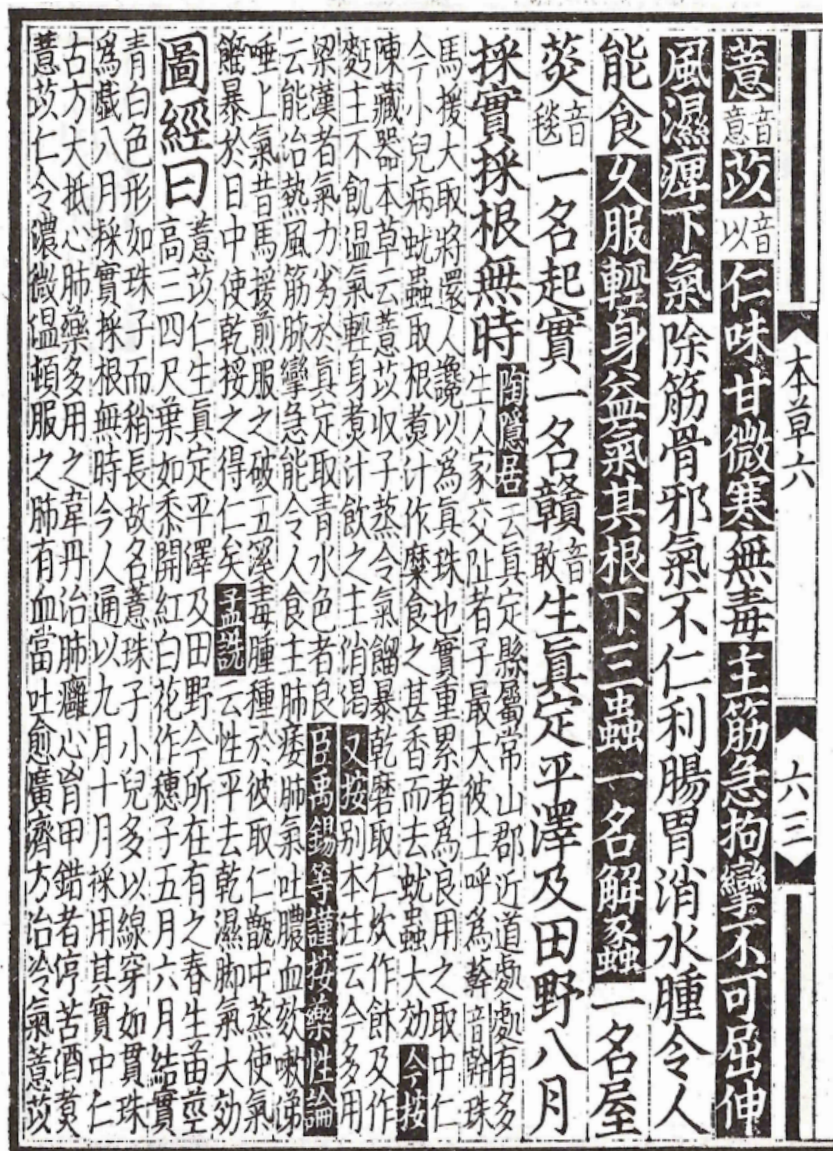 本草六
六三
薏音意苡音以仁味甘微寒無毒主筋急拘攣不可屈伸
風濕痺下氣除筋骨邪氣不仁利腸胃消水腫令人
能食久服輕身益氣其根下三蟲一名解蠡一名屋
菼音毯一名起實一名贛音敢生眞定平澤及田野八月
採實採根無時陶隱居云眞定縣屬常山郡近道處處有多
生人家交阯者子最大彼土呼爲簳音幹珠
馬援大取將還人讒以爲眞珠也實重累者爲良用之取中仁
今小兒病蚘蟲取根煑汁作糜食之甚香而去蚘蟲大効今按
陳藏器本草云薏苡收子蒸令氣餾暴乾磨取仁炊作飰及作
麪主不飢温氣輕身煑汁飲之主消渴又按别本注云今多用
梁漢者氣力劣於眞定取青水色者良臣禹錫等謹按藥性論
云能治熱風筋脉攣急能令人食主肺痿肺氣吐膿血欬嗽涕
唾上氣昔馬援煎服之破五溪毒腫種於彼取仁甑中蒸使氣
餾暴於日中使乾挼之得仁矣孟詵云性平去乾濕脚氣大効
圖經曰薏苡仁生眞定平澤及田野今所在有之春生苗莖
高三四尺葉如黍開紅白花作穗子五月六月結實
青白色形如珠子而稍長故名薏珠子小兒多以線穿如貫珠
爲戲八月採實採根無時今人通以九月十月採用其實中仁
古方大抵心肺藥多用之韋丹治肺癰心胷甲錯者淳苦酒煑
薏苡仁令濃微温頓服之肺有血當吐愈廣濟方治冷氣薏苡